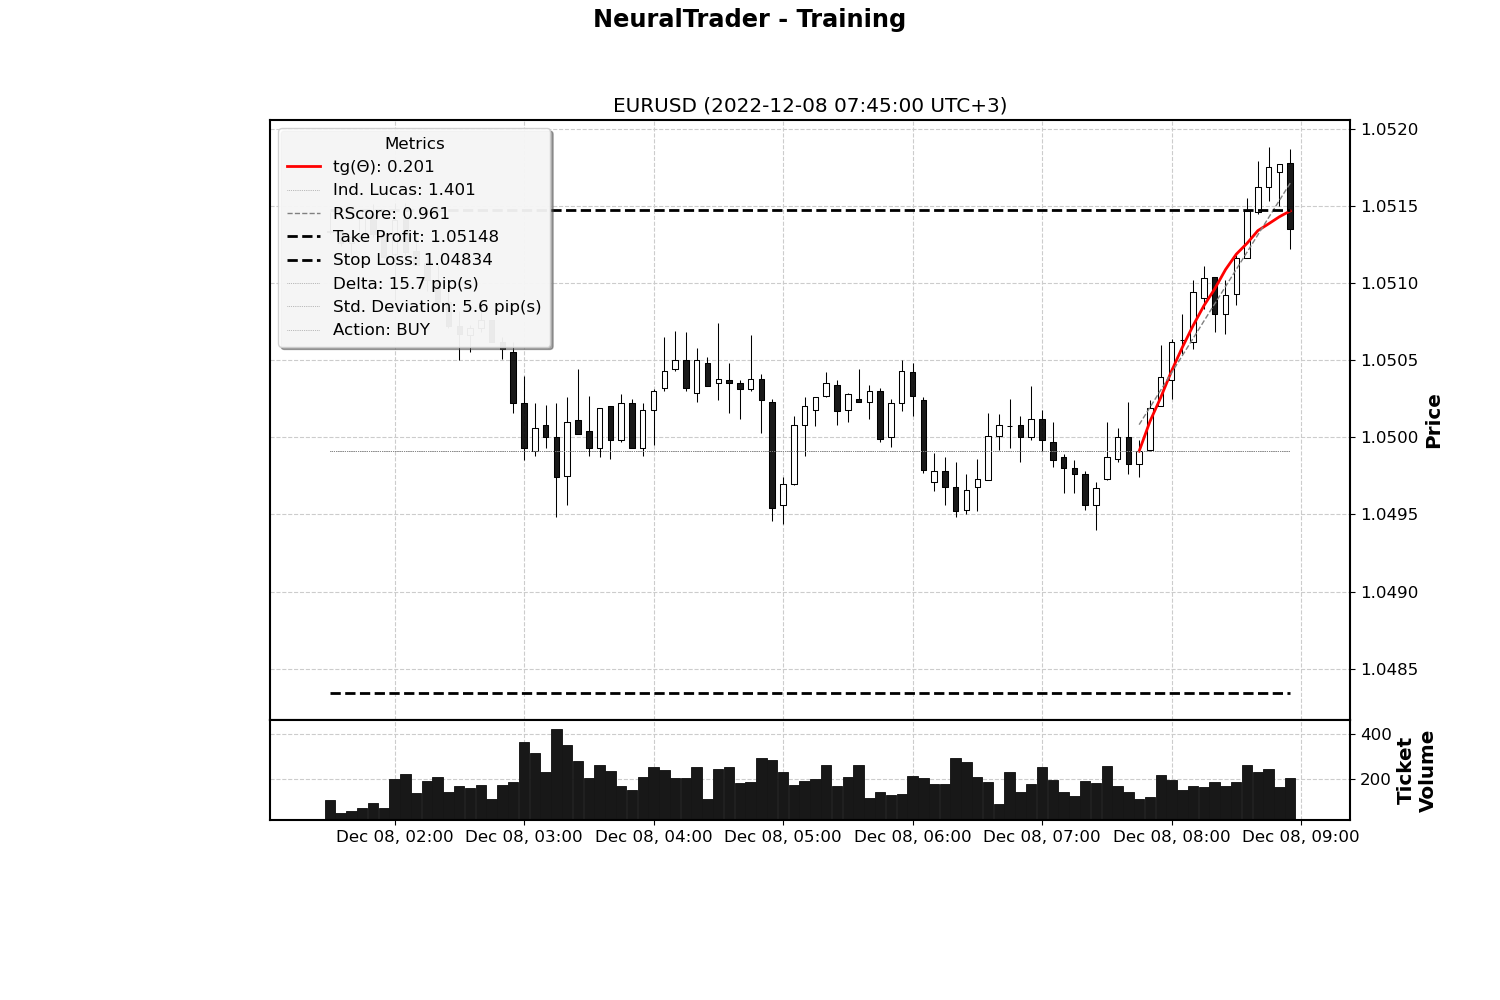 NeuralTrader - Training
EURUSD (2022-12-08 07:45:00 UTC+3)
Metrics
tg(Θ): 0.201
Ind. Lucas: 1.401
RScore: 0.961
Take Profit: 1.05148
Stop Loss: 1.04834
Delta: 15.7 pip(s)
Std. Deviation: 5.6 pip(s)
Action: BUY
1.0520
1.0515
1.0510
1.0505
1.0500
1.0495
1.0490
1.0485
Price
400
200
Ticket
Volume
Dec 08, 02:00 Dec 08, 03:00 Dec 08, 04:00 Dec 08, 05:00 Dec 08, 06:00 Dec 08, 07:00 Dec 08, 08:00 Dec 08, 09:00